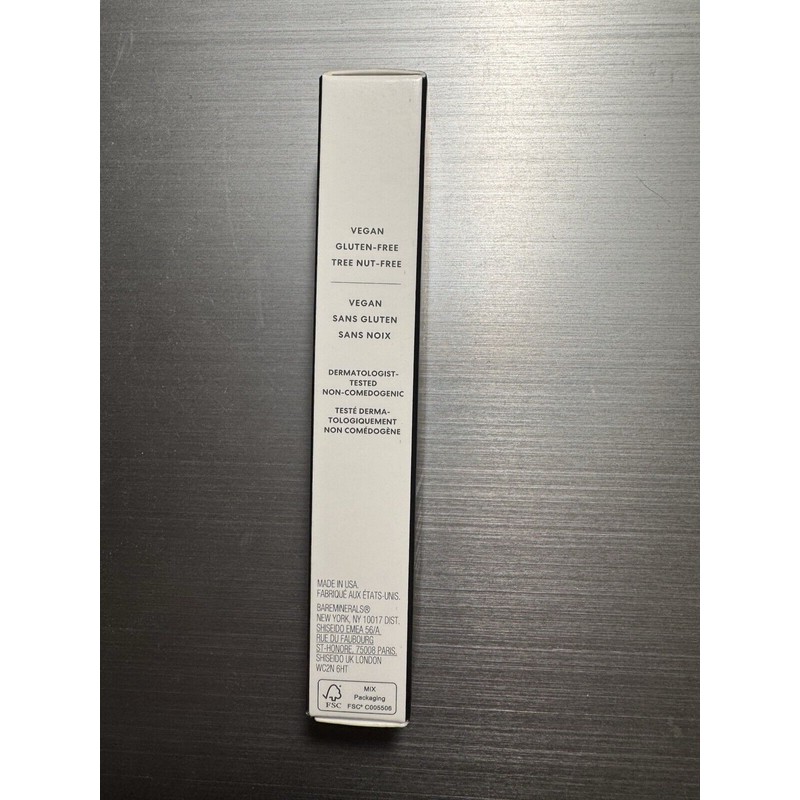 VEGAN
GLUTEN-FREE
TREE NUT-FREE
VEGAN
SANS GLUTEN
SANS NOIX
DERMATOLOGIST-
TESTED
NON-COMEDOGENIC
TESTÉ DERMA-
TOLOGIQUEMENT
NON COMÉDOGÈNE
MADE IN USA.
FABRIQUÉ AUX ÉTATS-UNIS.
BAREMINERALS®
NEW YORK, NY 10017 DIST.
SHISEIDO EMEA 56/A,
RUE DU FAUBOURG
ST-HONORE, 75008 PARIS.
SHISEIDO UK LONDON
WC2N 6HT
MIX
Packaging
FSC FSC® C005506